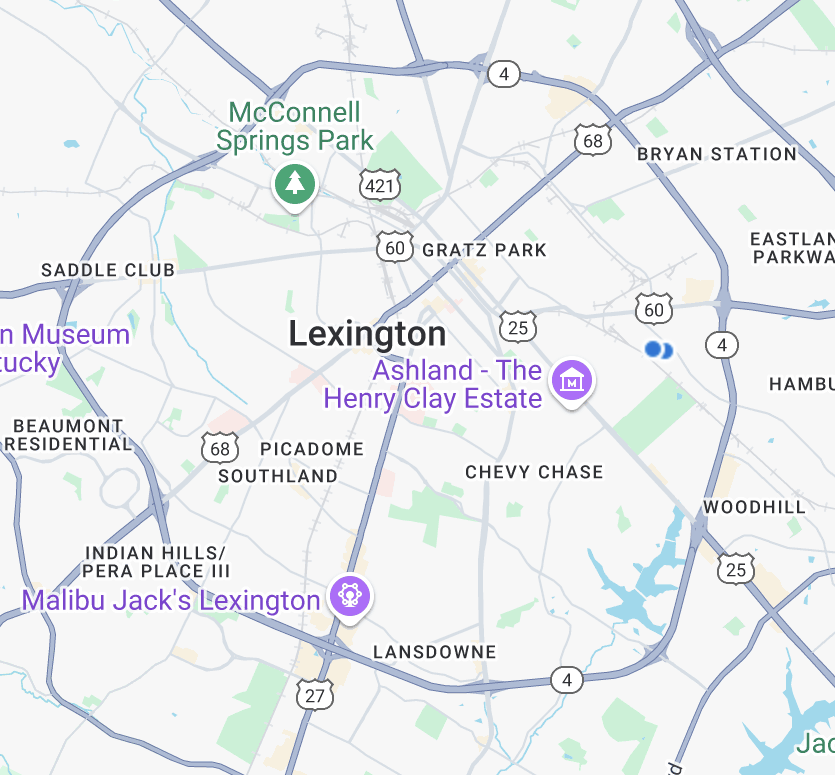 4
McConnell
Springs Park
68
BRYAN STATION
421
60
GRATZ PARK
EASTLAN
PARKWA
SADDLE CLUB
60
25
Lexington
n Museum
tucky
4
Ashland - The
Henry Clay Estate
HAMBU
BEAUMONT
RESIDENTIAL
68
PICADOME
SOUTHLAND
CHEVY CHASE
WOODHILL
INDIAN HILLS/
PERA PLACE III
25
Malibu Jack's Lexington
LANSDOWNE
4
27
Jac